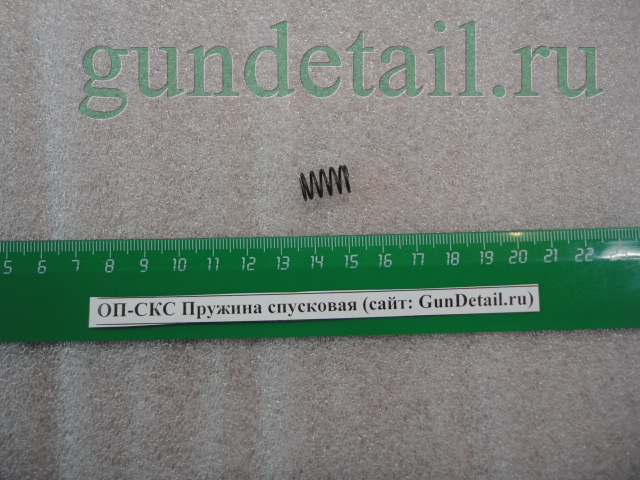 gundetail.ru
5 6 7 8 9 10 11 12 13 14 15 16 17 18 19 20 21 22
ОП-СКС Пружина спусковая (сайт: GunDetail.ru)